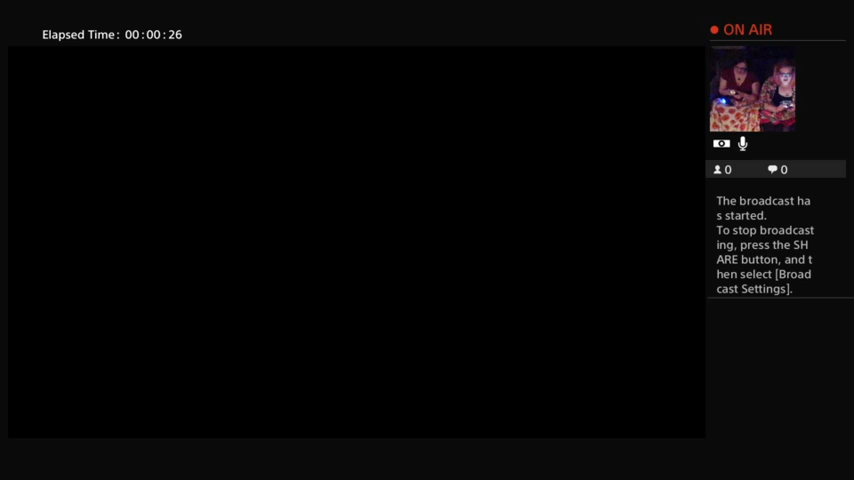 Elapsed Time: 00:00:26
ON AIR
0 0
The broadcast ha
s started.
To stop broadcast
ing, press the SH
ARE button, and t
hen select [Broad
cast Settings].